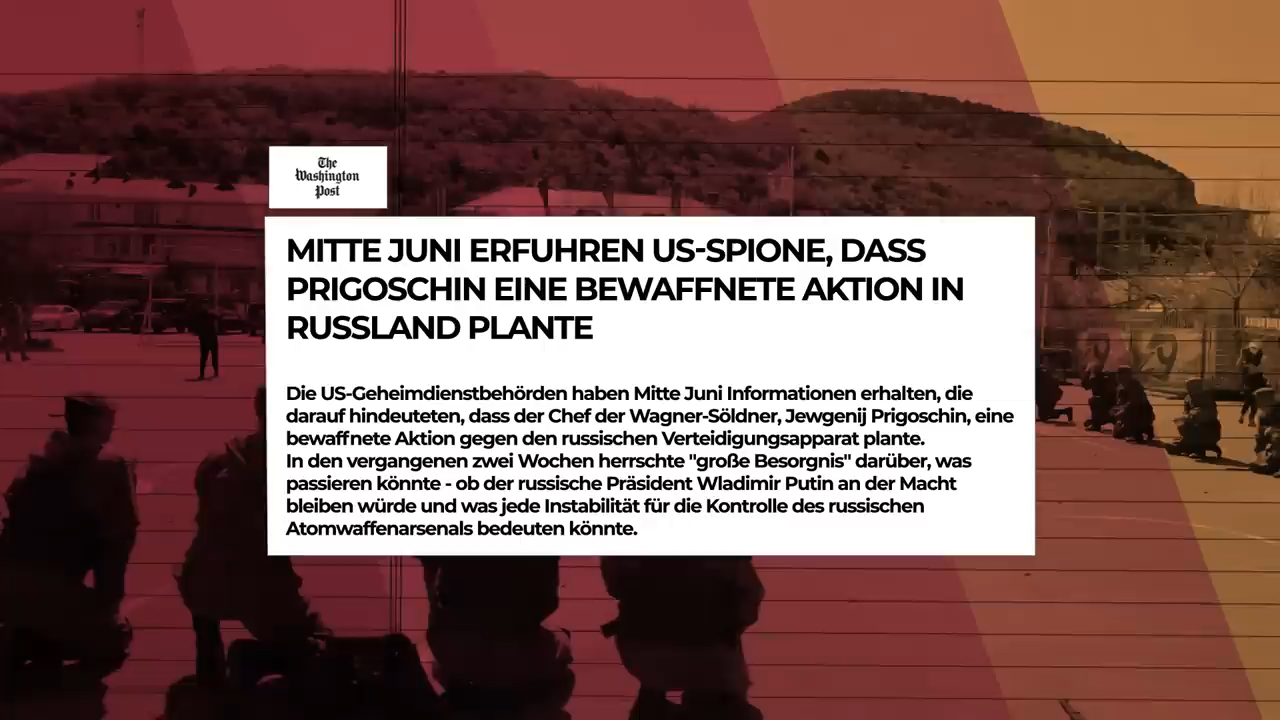 The
Washington
Post
MITTE JUNI ERFUHREN US-SPIONE, DASS
PRIGOSCHIN EINE BEWAFFNETE AKTION IN
RUSSLAND PLANTE
Die US-Geheimdienstbehörden haben Mitte Juni Informationen erhalten, die
darauf hindeuteten, dass der Chef der Wagner-Söldner, Jewgenij Prigoschin, eine
bewaffnete Aktion gegen den russischen Verteidigungsapparat plante.
In den vergangenen zwei Wochen herrschte "große Besorgnis" darüber, was
passieren könnte - ob der russische Präsident Wladimir Putin an der Macht
bleiben würde und was jede Instabilität für die Kontrolle des russischen
Atomwaffenarsenals bedeuten könnte.